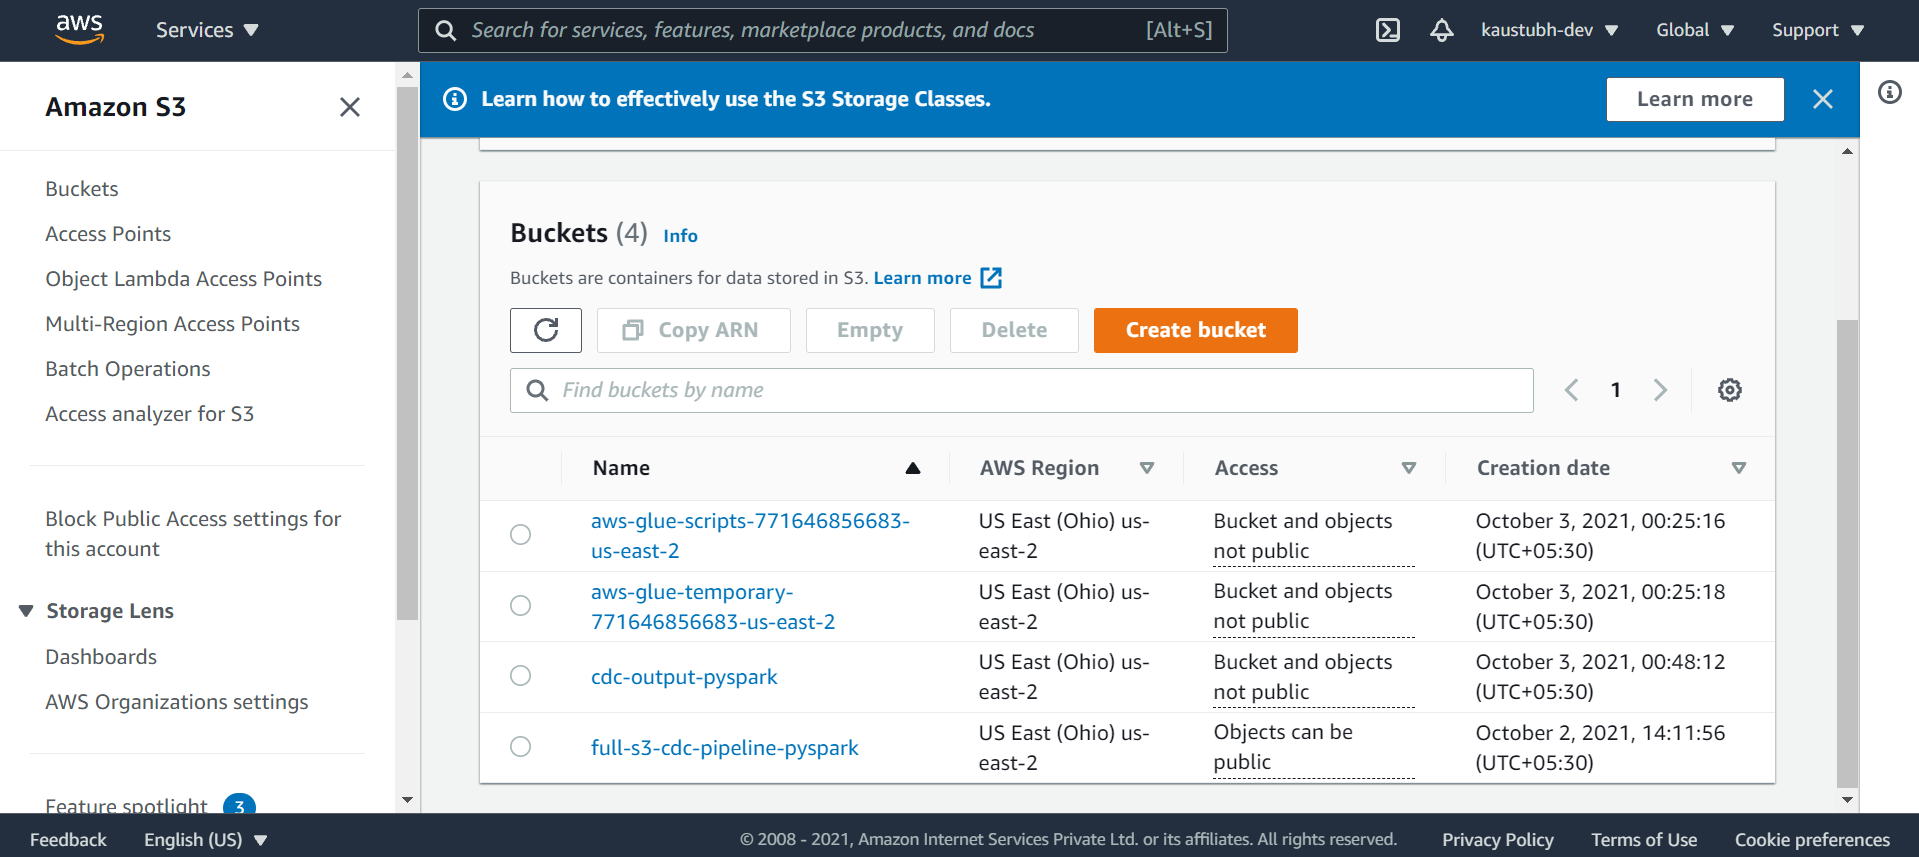 aws
Services
Search for services, features, marketplace products, and docs
[Alt+S]
kaustubh-dev
Global
Support
Amazon S3
Buckets
Access Points
Object Lambda Access Points
Multi-Region Access Points
Batch Operations
Access analyzer for S3
Block Public Access settings for
this account
Storage Lens
Dashboards
AWS Organizations settings
Feature spotlight 3
Learn how to effectively use the S3 Storage Classes.
Learn more
Buckets (4) Info
Buckets are containers for data stored in S3. Learn more
Copy ARN
Empty
Delete
Create bucket
Find buckets by name
1
Name
AWS Region
Access
Creation date
aws-glue-scripts-771646856683-
us-east-2
US East (Ohio) us-
east-2
Bucket and objects
not public
October 3, 2021, 00:25:16
(UTC+05:30)
aws-glue-temporary-
771646856683-us-east-2
US East (Ohio) us-
east-2
Bucket and objects
not public
October 3, 2021, 00:25:18
(UTC+05:30)
cdc-output-pyspark
US East (Ohio) us-
east-2
Bucket and objects
not public
October 3, 2021, 00:48:12
(UTC+05:30)
full-s3-cdc-pipeline-pyspark
US East (Ohio) us-
east-2
Objects can be
public
October 2, 2021, 14:11:56
(UTC+05:30)
Feedback
English (US)
© 2008 - 2021, Amazon Internet Services Private Ltd. or its affiliates. All rights reserved.
Privacy Policy
Terms of Use
Cookie preferences